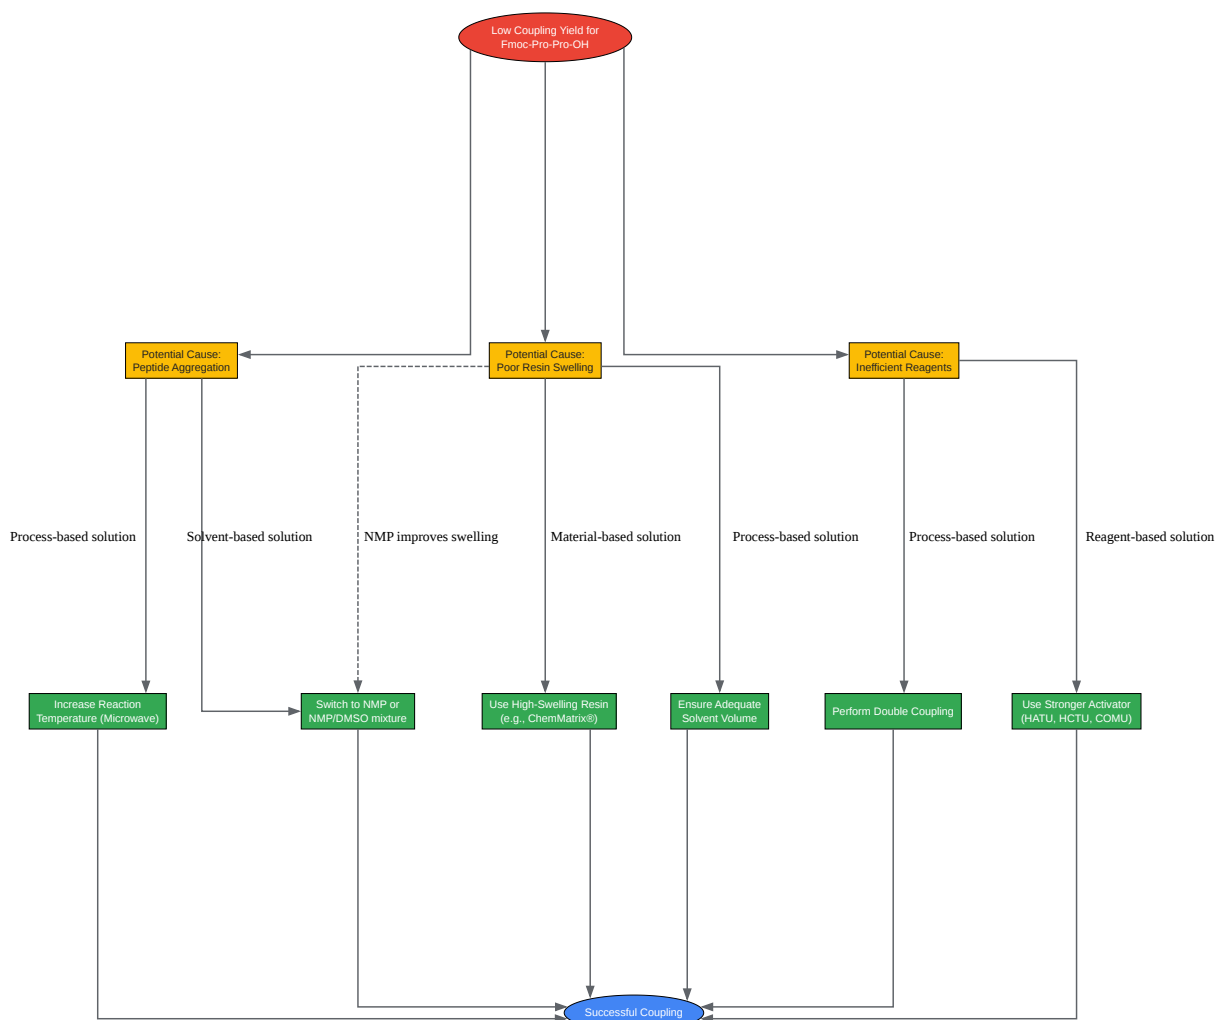 Low Coupling Yield for
Fmoc-Pro-Pro-OH
Potential Cause:
Peptide Aggregation
Potential Cause:
Poor Resin Swelling
Potential Cause:
Inefficient Reagents
Process-based solution
Solvent-based solution
NMP improves swelling
Material-based solution
Process-based solution
Process-based solution
Reagent-based solution
Increase Reaction
Temperature (Microwave)
Switch to NMP or
NMP/DMSO mixture
Use High-Swelling Resin
(e.g., ChemMatrix®)
Ensure Adequate
Solvent Volume
Perform Double Coupling
Use Stronger Activator
(HATU, HCTU, COMU)
Successful Coupling